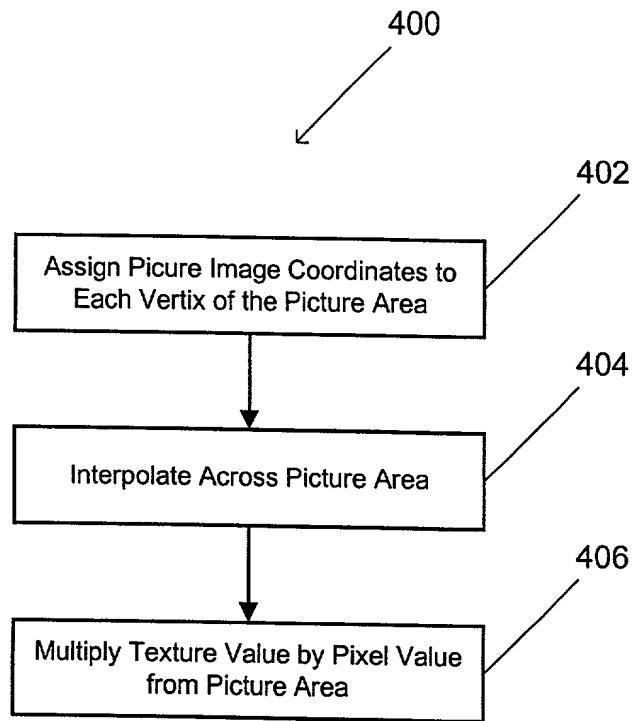 400
402
Assign Picure Image Coordinates to
Each Vertix of the Picture Area
404
Interpolate Across Picture Area
406
Multiply Texture Value by Pixel Value
from Picture Area